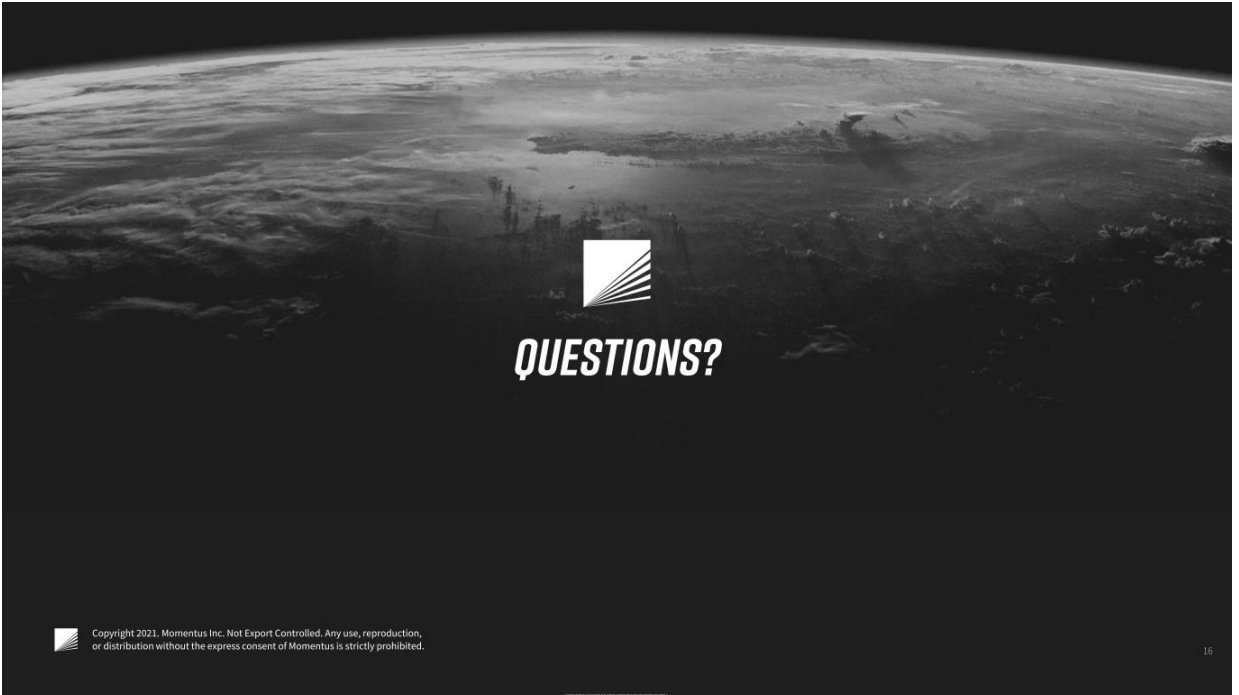 QUESTIONS?
Copyright 2021. Momentus Inc. Not Export Controlled. Any use, reproduction,
or distribution without the express consent of Momentus is strictly prohibited.
16